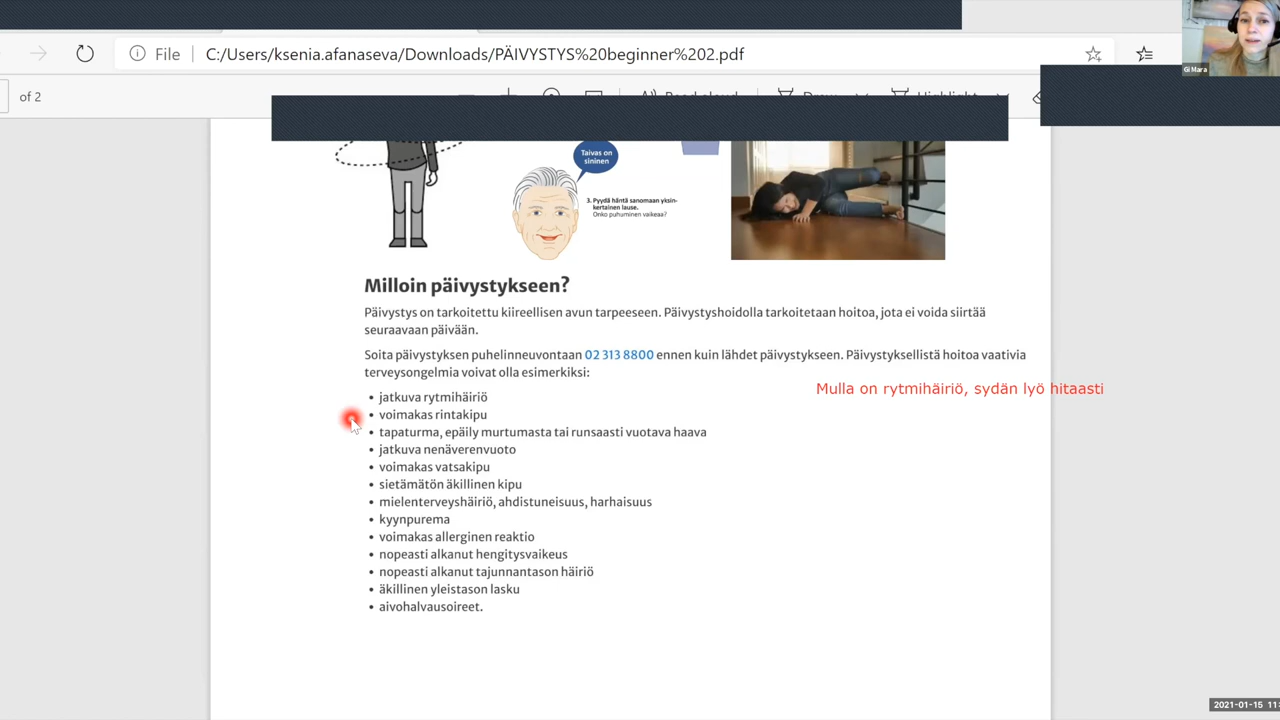 File C:/Users/ksenia.afanaseva/Downloads/PÄIVYSTYS%20beginner%202.pdf
Gi Mara
of 2
Taivas on
sininen
3. Pyydä häntä sanomaan yksin-
kertainen lause.
Onko puhuminen vaikeaa?
Milloin päivystykseen?
Päivystys on tarkoitettu kiireellisen avun tarpeeseen. Päivystyshoidolla tarkoitetaan hoitoa, jota ei voida siirtää
seuraavaan päivään.
Soita päivystyksen puhelinneuvontaan 02 313 8800 ennen kuin lähdet päivystykseen. Päivystyksellistä hoitoa vaativia
terveysongelmia voivat olla esimerkiksi:
Mulla on rytmihäiriö, sydän lyö hitaasti
• jatkuva rytmihäiriö
• voimakas rintakipu
• tapaturma, epäily murtumasta tai runsaasti vuotava haava
• jatkuva nenäverenvuoto
• voimakas vatsakipu
• sietämätön äkillinen kipu
• mielenterveyshäiriö, ahdistuneisuus, harhaisuus
• kyynpurema
• voimakas allerginen reaktio
• nopeasti alkanut hengitysvaikeus
• nopeasti alkanut tajunnantason häiriö
• äkillinen yleistason lasku
• aivohalvausoireet.
2021-01-15